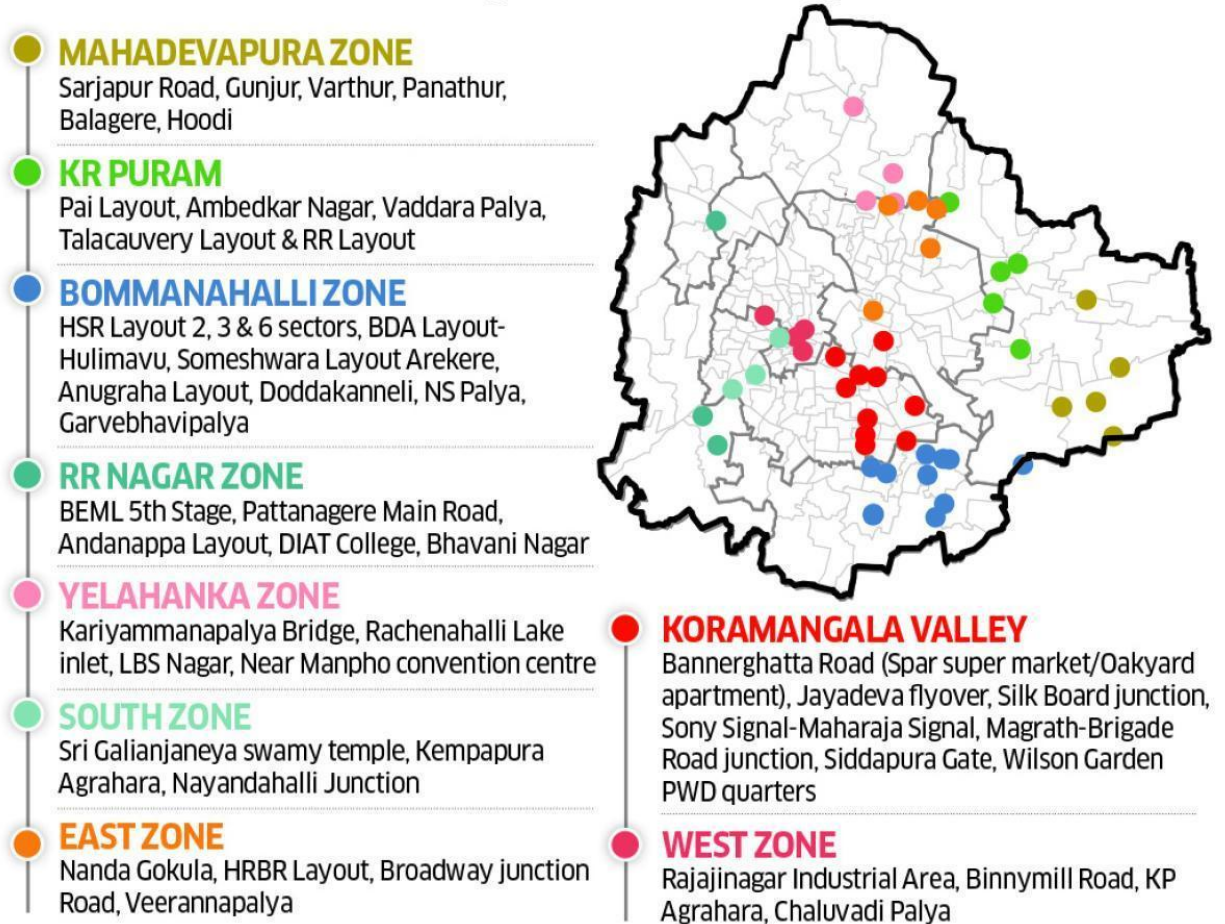 MAHADEVAPURA ZONE
Sarjapur Road, Gunjur, Varthur, Panathur,
Balagere, Hoodi
KR PURAM
Pai Layout, Ambedkar Nagar, Vaddara Palya,
Talacauvery Layout & RR Layout
BOMMANAHALLI ZONE
HSR Layout 2, 3 & 6 sectors, BDA Layout-
Hulimavu, Someshwara Layout Arekere,
Anugraha Layout, Doddakanneli, NS Palya,
Garvebhavipalya
RR NAGAR ZONE
BEML 5th Stage, Pattanagere Main Road,
Andanappa Layout, DIAT College, Bhavani Nagar
YELAHANKA ZONE
Kariyammanapalya Bridge, Rachenahalli Lake
inlet, LBS Nagar, Near Manpho convention centre
SOUTH ZONE
Sri Galianjaneya swamy temple, Kempapura
Agrahara, Nayandahalli Junction
EAST ZONE
Nanda Gokula, HRBR Layout, Broadway junction
Road, Veerannapalya
KORAMANGALA VALLEY
Bannerghatta Road (Spar super market/Oakyard
apartment), Jayadeva flyover, Silk Board junction,
Sony Signal-Maharaja Signal, Magrath-Brigade
Road junction, Siddapura Gate, Wilson Garden
PWD quarters
WEST ZONE
Rajajinagar Industrial Area, Binnymill Road, KP
Agrahara, Chaluvadi Palya